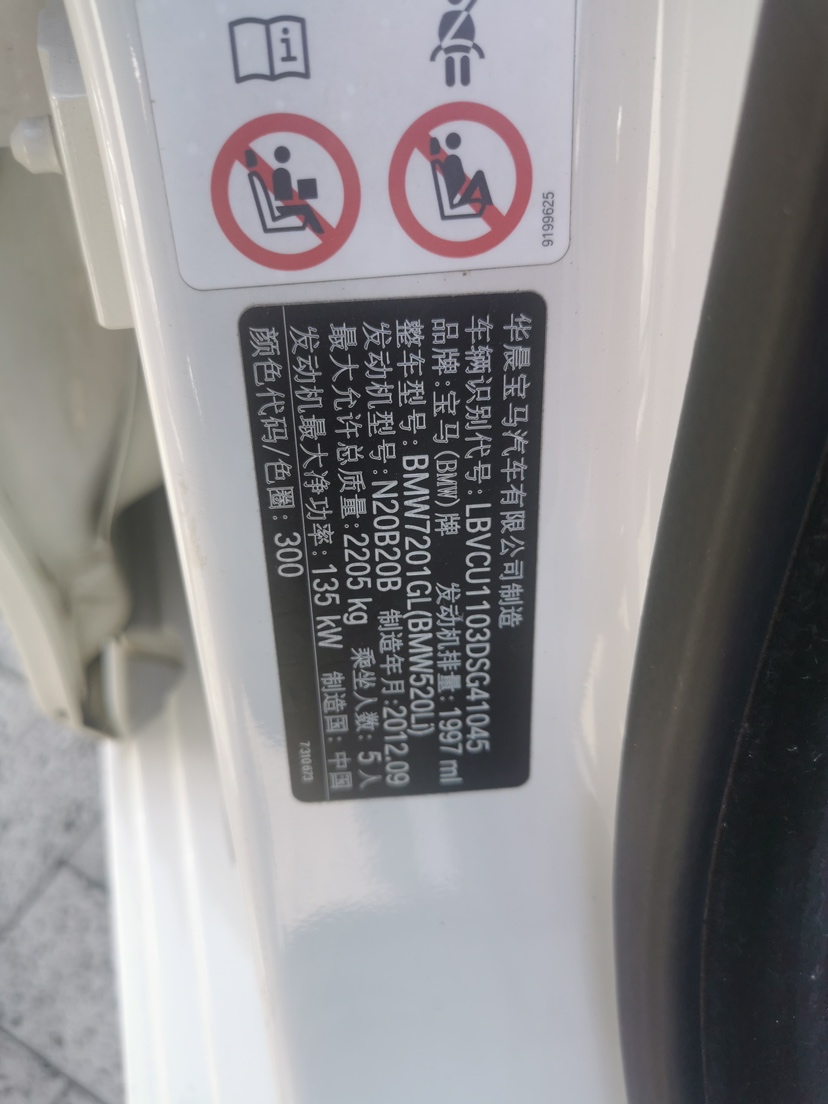 9199625
华晨宝马汽车有限公司制造
车辆识别代号:LBVCU1103DSG41045
品牌:宝马(BMW)牌 发动机排量:1997 ml
整车型号:BMW7201GL(BMW520Li)
发动机型号:N20B20B 制造年月:2012.09
最大允许总质量:2205 kg 乘坐人数:5人
发动机最大净功率:135 kW 制造国:中国
颜色代码/色圈:300
7310673